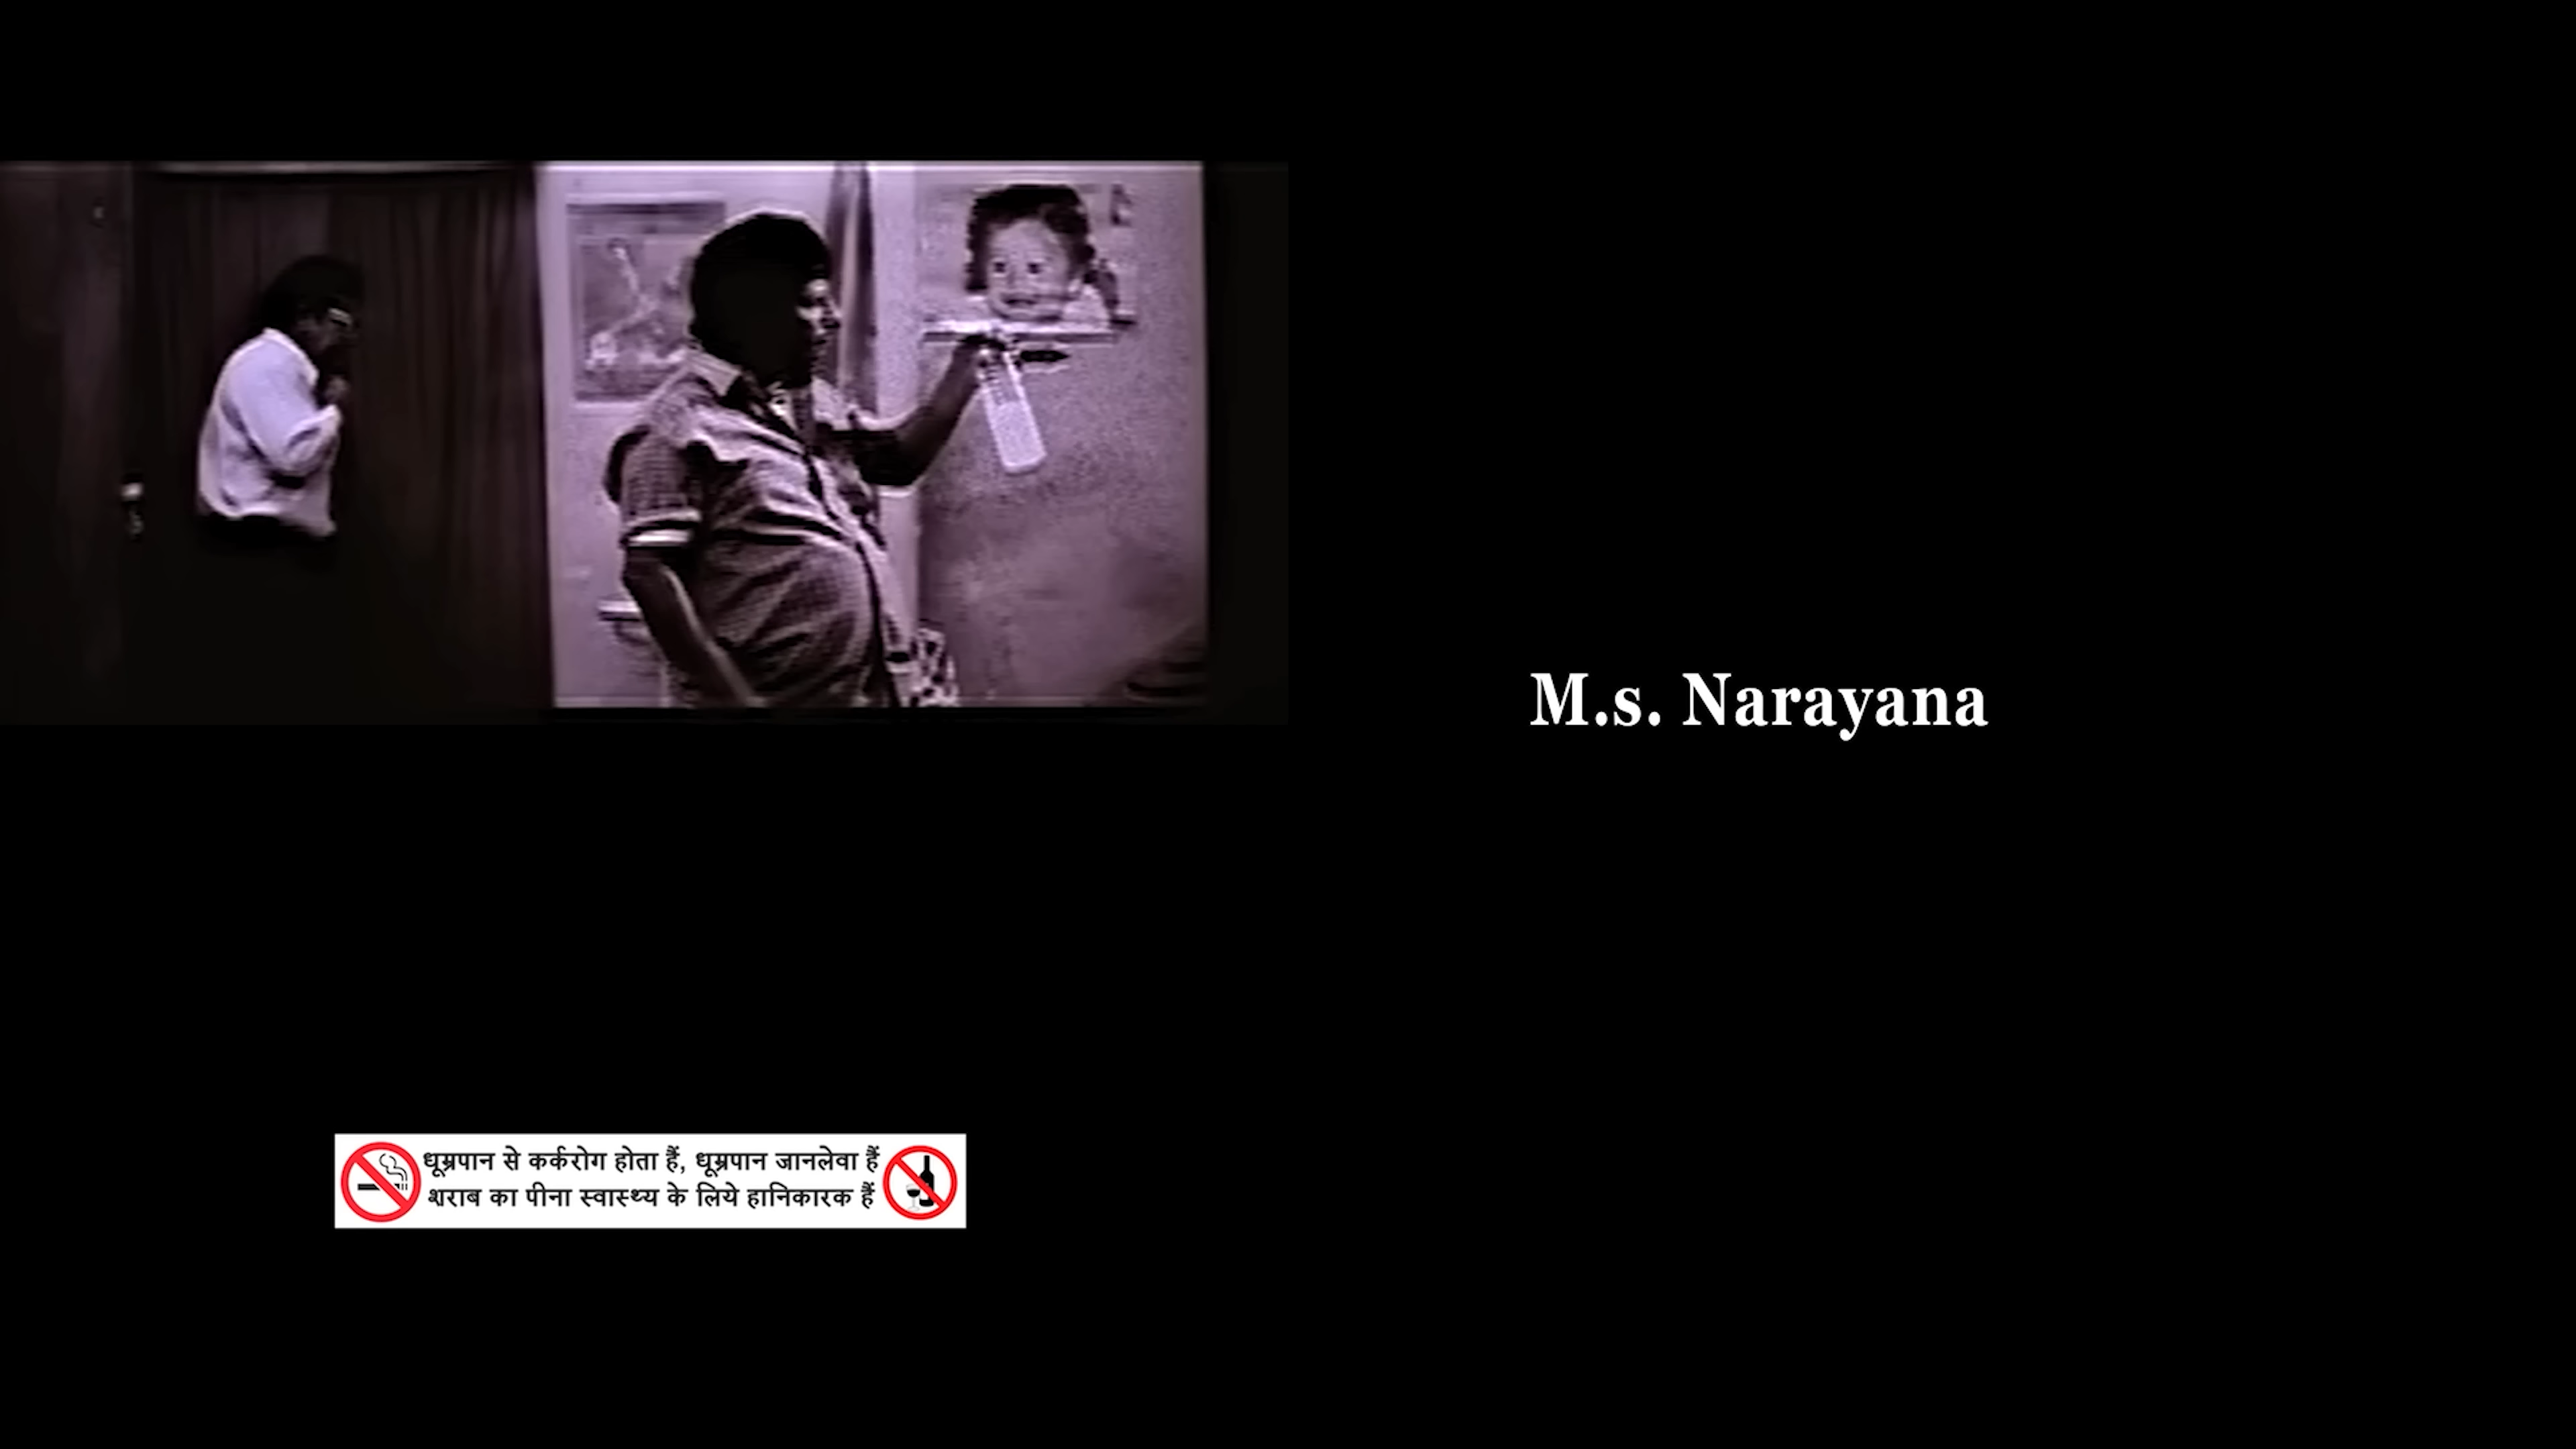 M.s. Narayana
धूम्रपान से कर्करोग होता हैं, धूम्रपान जानलेवा हैं
शराब का पीना स्वास्थ्य के लिये हानिकारक हैं